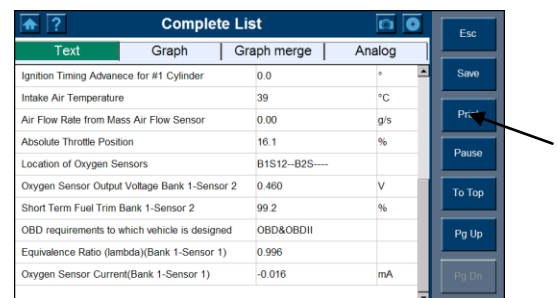 ? Complete List
Text Graph Graph merge Analog
Ignition Timing Advanece for #1 Cylinder 0.0 °
Intake Air Temperature 39 °C
Air Flow Rate from Mass Air Flow Sensor 0.00 g/s
Absolute Throttle Position 16.1 %
Location of Oxygen Sensors B1S12--B2S----
Oxygen Sensor Output Voltage Bank 1-Sensor 2 0.460 V
Short Term Fuel Trim Bank 1-Sensor 2 99.2 %
OBD requirements to which vehicle is designed OBD&OBDII
Equivalence Ratio (lambda)(Bank 1-Sensor 1) 0.996
Oxygen Sensor Current(Bank 1-Sensor 1) -0.016 mA
Esc
Save
Print
Pause
To Top
Pg Up
Pg Dn